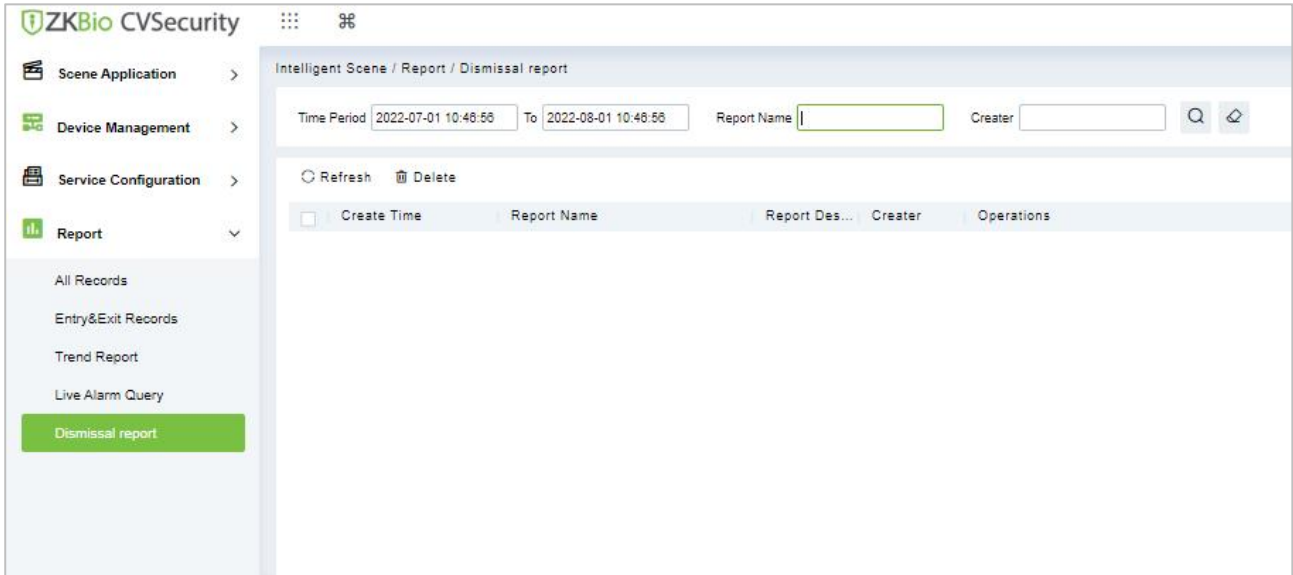 ZKBio CVSecurity
Scene Application
Device Management
Service Configuration
Report
All Records
Entry&Exit Records
Trend Report
Live Alarm Query
Dismissal report
Intelligent Scene / Report / Dismissal report
Time Period 2022-07-01 10:46:56 To 2022-08-01 10:46:56 Report Name Creater
Refresh Delete
Create Time Report Name Report Des... Creater Operations